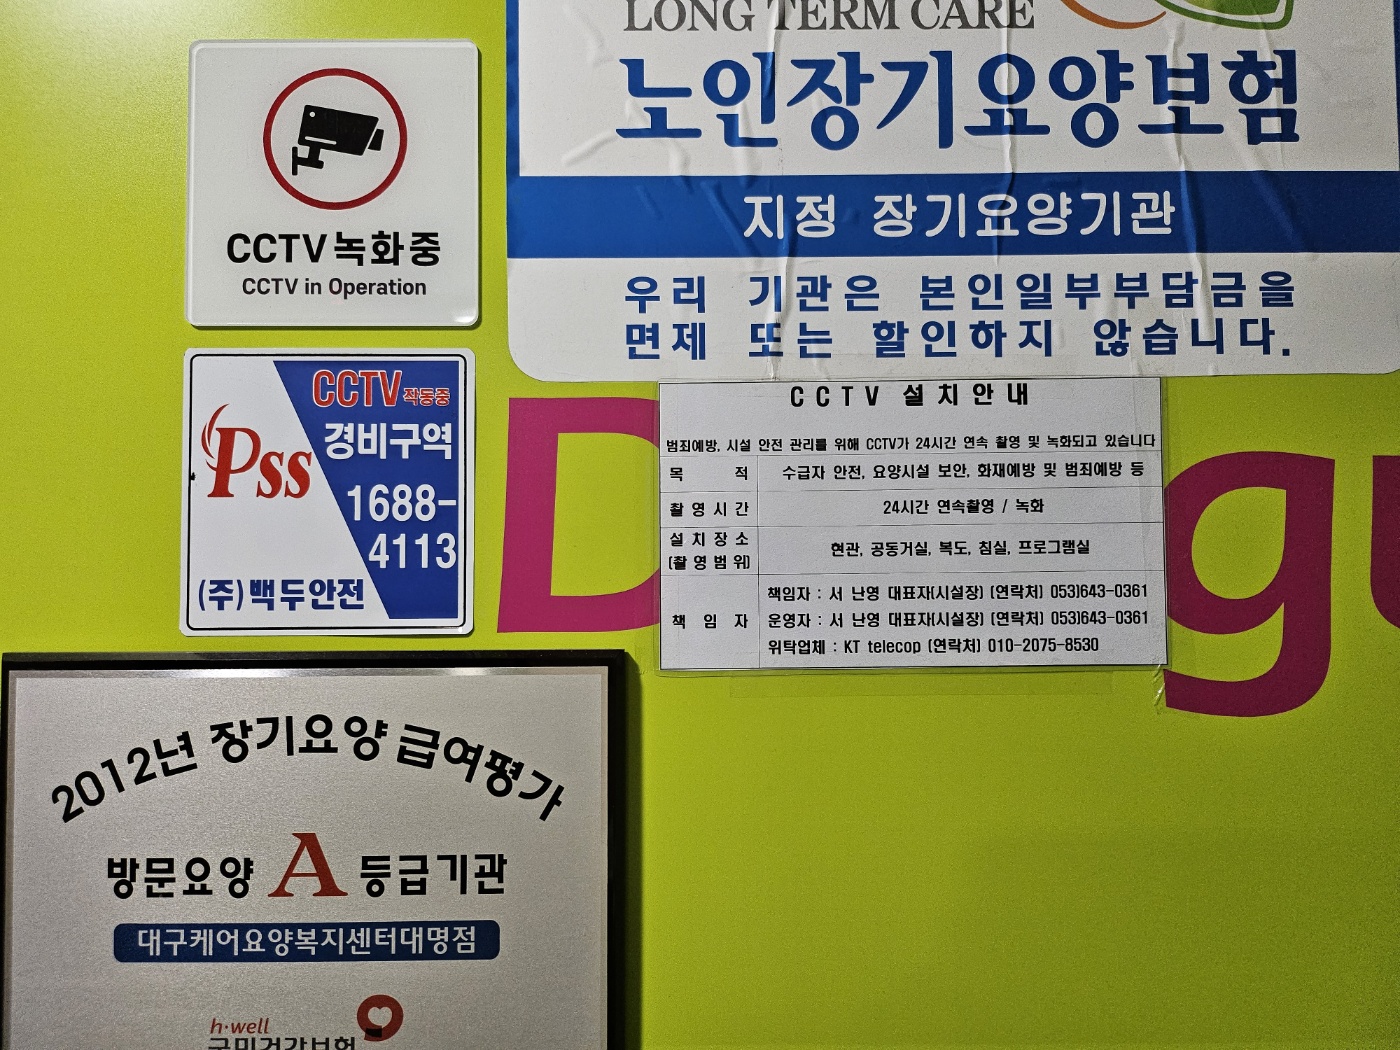 LONG TERM CARE
노인장기요양보험
지정 장기요양기관
우리 기관은 본인일부부담금을
면제 또는 할인하지 않습니다.
CCTV 녹화중
CCTV in Operation
CCTV 작동중
경비구역
Pss
1688-
4113
(주)백두안전
CCTV 설치안내
범죄예방, 시설 안전 관리를 위해 CCTV가 24시간 연속 촬영 및 녹화되고 있습니다
목 적 수급자 안전, 요양시설 보안, 화재예방 및 범죄예방 등
촬영시간 24시간 연속촬영 / 녹화
설치장소
(촬영범위) 현관, 공동거실, 복도, 침실, 프로그램실
책임자 책임자 : 서 난영 대표자(시설장) (연락처) 053)643-0361
운영자 : 서 난영 대표자(시설장) (연락처) 053)643-0361
위탁업체 : KT telecop (연락처) 010-2075-8530
D gu
2012년 장기요양 급여평가
방문요양 A 등급기관
대구케어요양복지센터대명점
h·well
국민건강보험